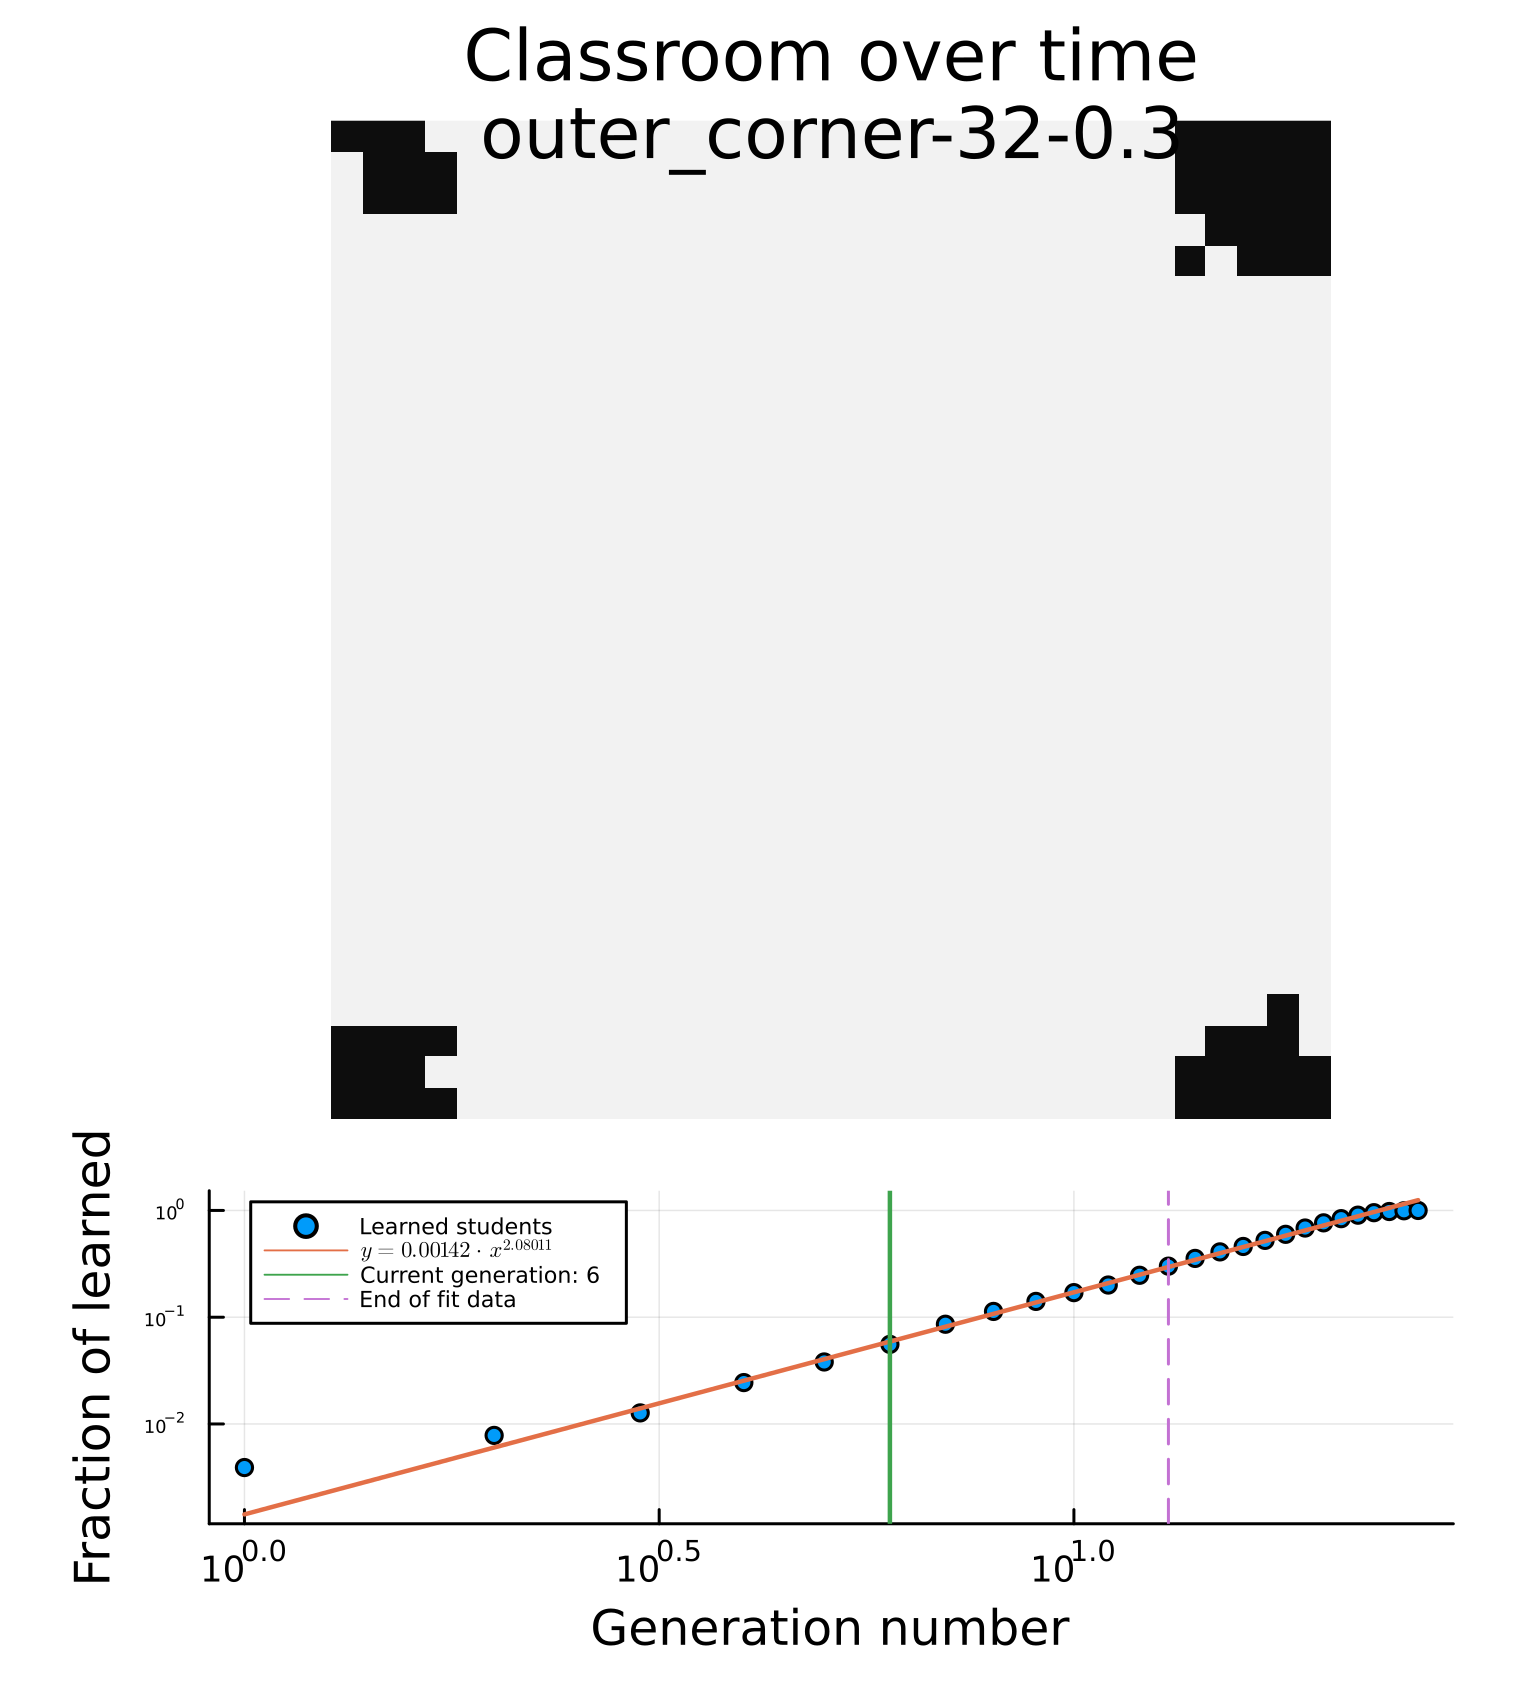 Classroom over time
outer_corner-32-0.3
Fraction of learned
10^0
10^−1
10^−2
Learned students
y = 0.00142 · x^2.08011
Current generation: 6
End of fit data
10^0.0
10^0.5
10^1.0
Generation number